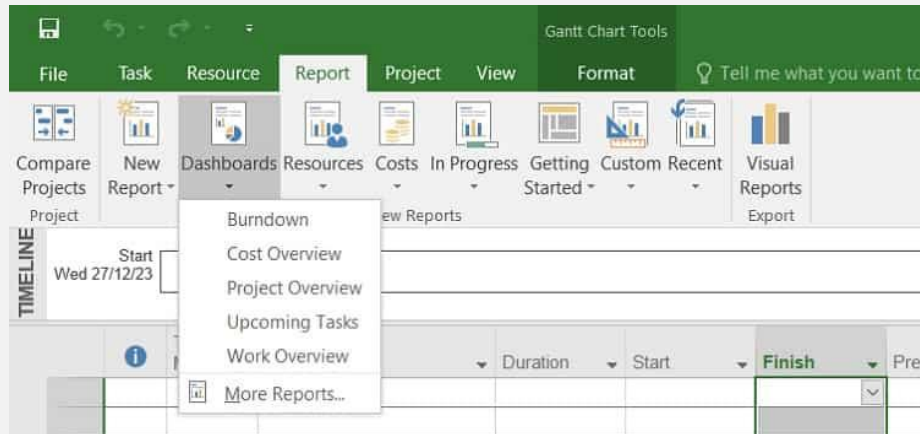 Gantt Chart Tools
File Task Resource Report Project View Format Tell me what you want to
Compare Projects
New Report
Dashboards
Resources
Costs
In Progress
Getting Started
Custom
Recent
Visual Reports
Project
ew Reports
Export
Burndown
Cost Overview
Project Overview
Upcoming Tasks
Work Overview
More Reports...
TIMELINE
Start
Wed 27/12/23
Duration Start Finish Pre